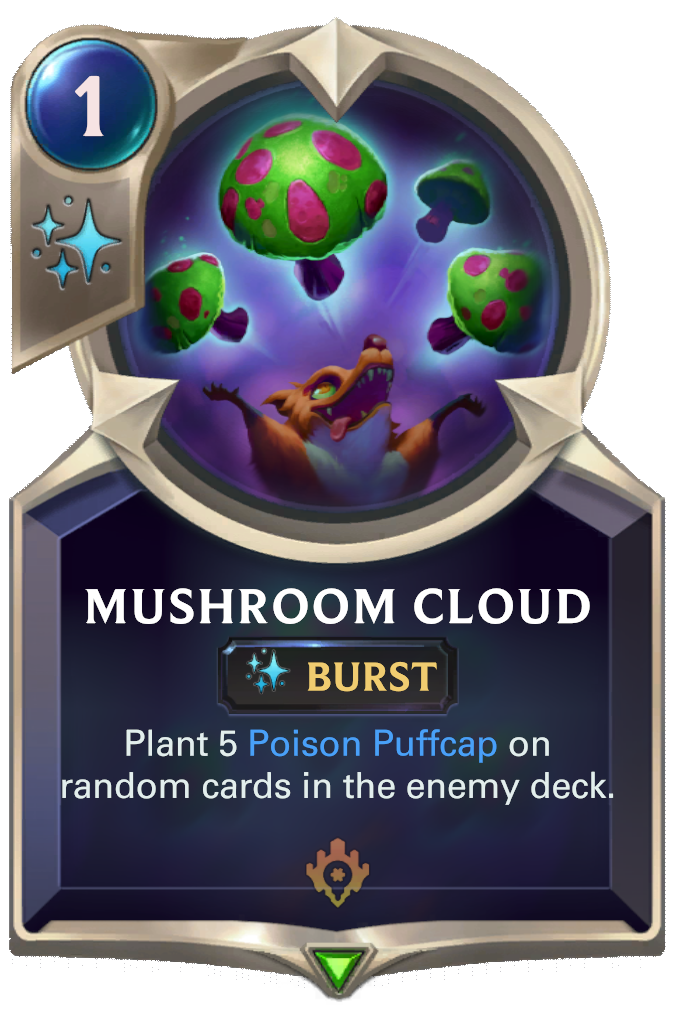 1
MUSHROOM CLOUD
BURST
Plant 5 Poison Puffcap on
random cards in the enemy deck.